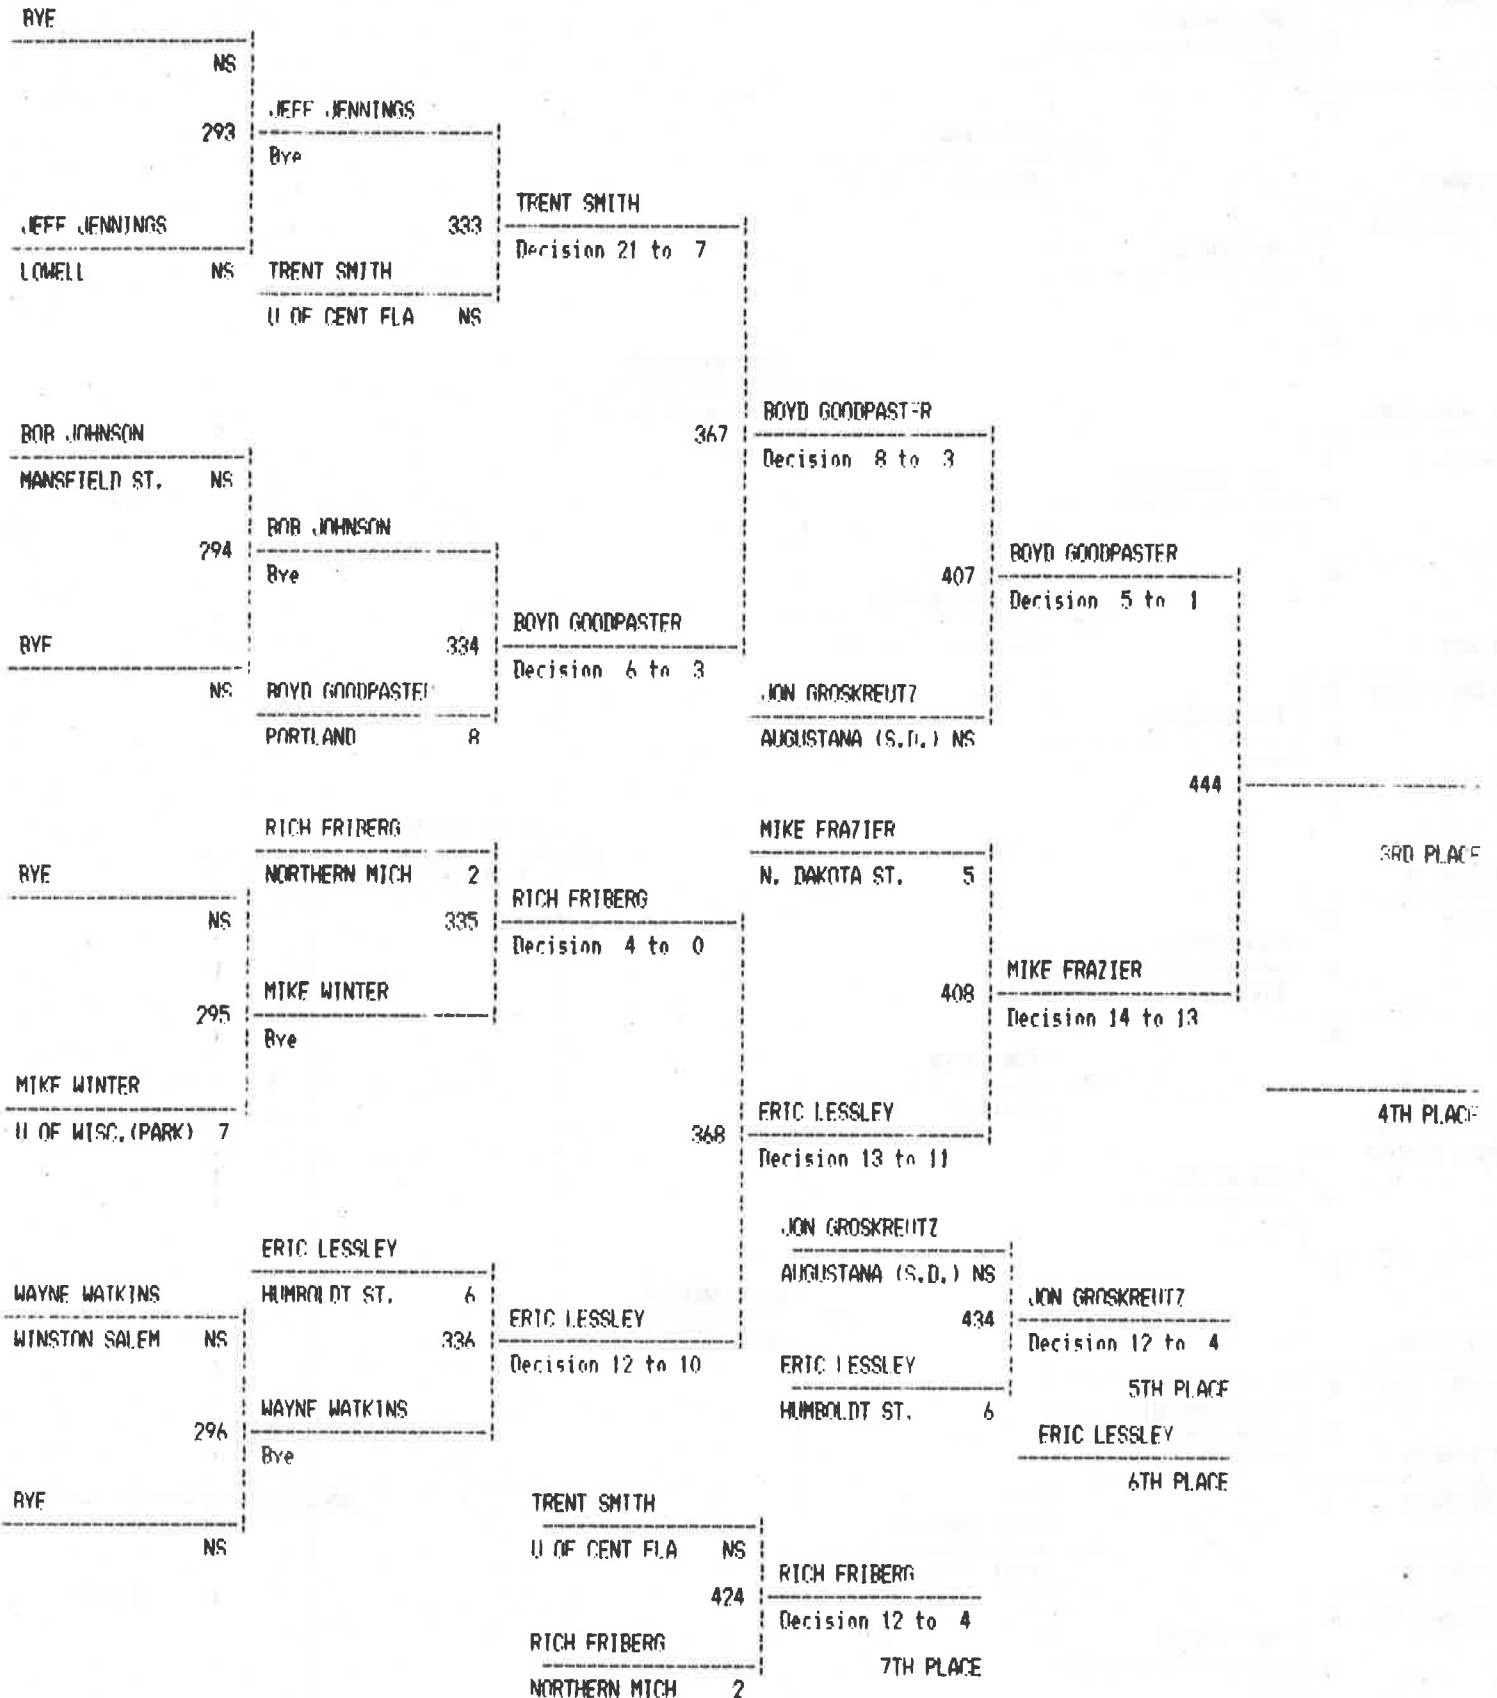 BYE
NS
293
JEFF JENNINGS
Bye
JEFF JENNINGS
LOWELL NS
333
TRENT SMITH
U OF CENT FLA NS
TRENT SMITH
Decision 21 to 7
BOB JOHNSON
MANSFIELD ST. NS
294
BOB JOHNSON
Bye
BYE
NS
334
BOYD GOODPASTER
PORTLAND 8
BOYD GOODPASTER
Decision 6 to 3
367
BOYD GOODPASTER
Decision 8 to 3
407
JON GROSKREUTZ
AUGUSTANA (S.D.) NS
BOYD GOODPASTER
Decision 5 to 1
444
3RD PLACE
4TH PLACE
RICH FRIBERG
NORTHERN MICH 2
335
BYE
NS
295
MIKE WINTER
Bye
MIKE WINTER
U OF WISC.(PARK) 7
RICH FRIBERG
Decision 4 to 0
MIKE FRAZIER
N. DAKOTA ST. 5
408
MIKE FRAZIER
Decision 14 to 13
368
ERIC LESSLEY
Decision 13 to 11
ERIC LESSLEY
HUMBOLDT ST. 6
336
WAYNE WATKINS
WINSTON SALEM NS
296
WAYNE WATKINS
Bye
BYE
NS
ERIC LESSLEY
Decision 12 to 10
JON GROSKREUTZ
AUGUSTANA (S.D.) NS
434
ERIC LESSLEY
HUMBOLDT ST. 6
JON GROSKREUTZ
Decision 12 to 4
5TH PLACE
ERIC LESSLEY
6TH PLACE
TRENT SMITH
U OF CENT FLA NS
424
RICH FRIBERG
NORTHERN MICH 2
RICH FRIBERG
Decision 12 to 4
7TH PLACE